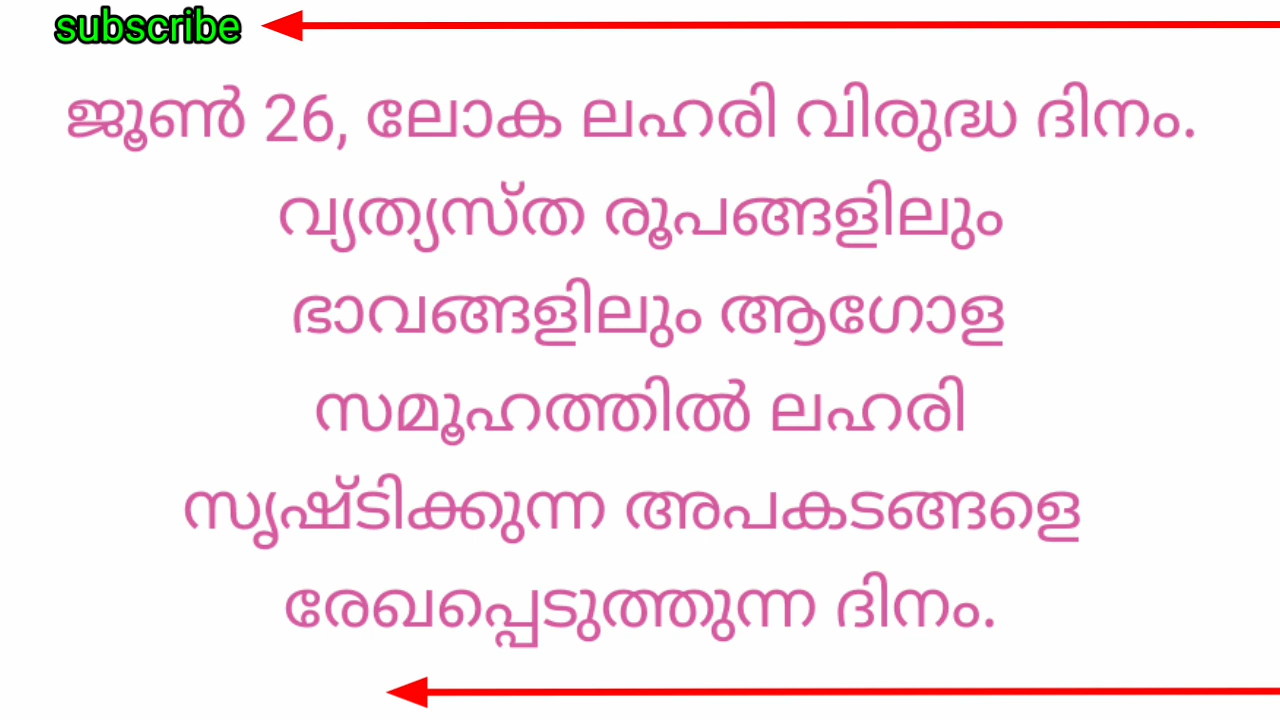 subscribe
ജൂൺ 26, ലോക ലഹരി വിരുദ്ധ ദിനം.
വ്യത്യസ്ത രൂപങ്ങളിലും
ഭാവങ്ങളിലും ആഗോള
സമൂഹത്തിൽ ലഹരി
സൃഷ്ടിക്കുന്ന അപകടങ്ങളെ
രേഖപ്പെടുത്തുന്ന ദിനം.